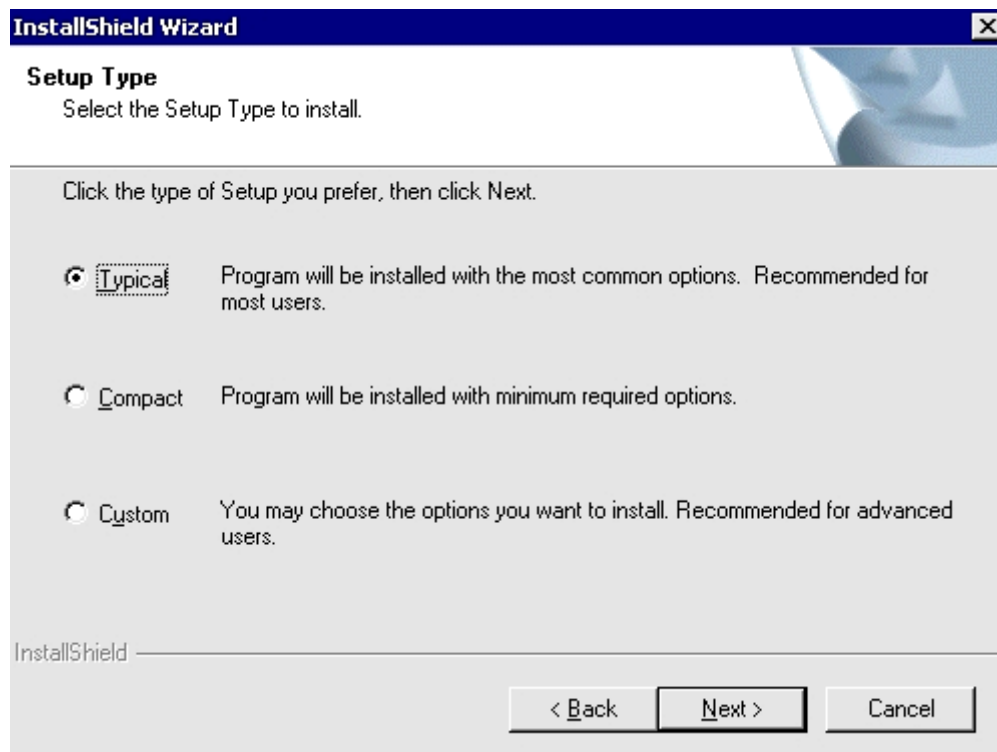 InstallShield Wizard
Setup Type
Select the Setup Type to install.
Click the type of Setup you prefer, then click Next.
Typical Program will be installed with the most common options.  Recommended for
most users.
Compact Program will be installed with minimum required options.
Custom You may choose the options you want to install. Recommended for advanced
users.
InstallShield
< Back Next > Cancel